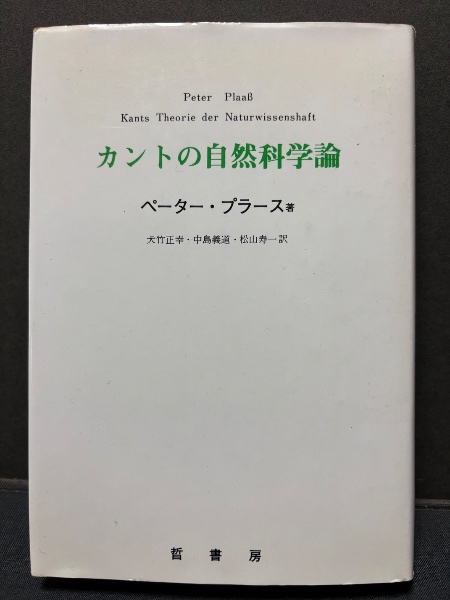 Peter Plaaß
Kants Theorie der Naturwissenshaft
カントの自然科学論
ペーター・プラース著
犬竹正幸・中島義道・松山寿一訳
晢書房